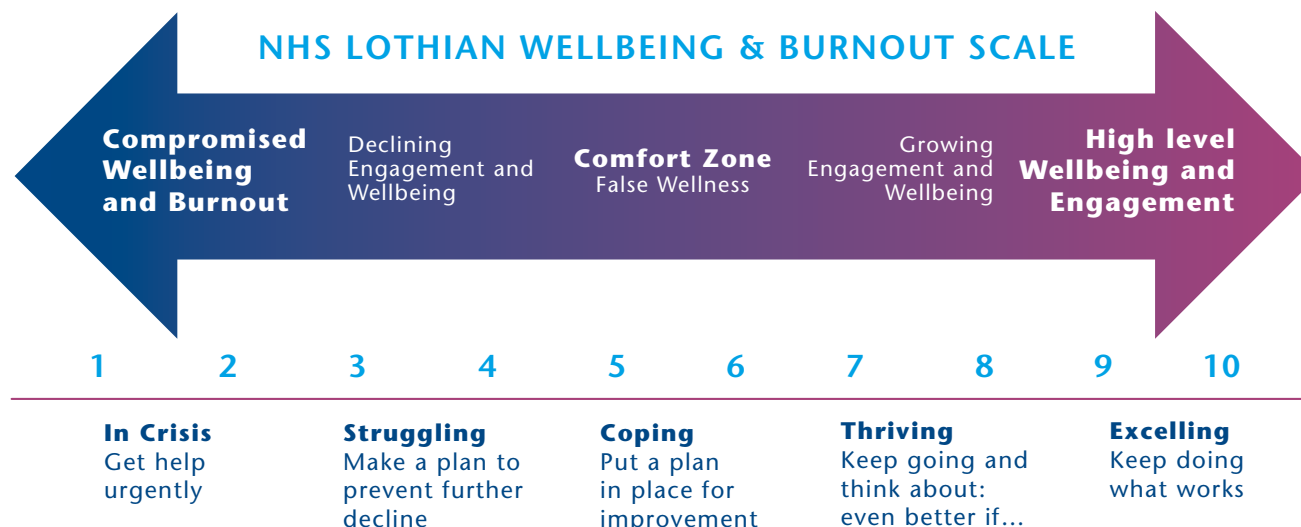 NHS LOTHIAN WELLBEING & BURNOUT SCALE
Compromised
Wellbeing
and Burnout
Declining
Engagement and
Wellbeing
Comfort Zone
False Wellness
Growing
Engagement and
Wellbeing
High level
Wellbeing and
Engagement
1 2 3 4 5 6 7 8 9 10
In Crisis
Get help
urgently
Struggling
Make a plan to
prevent further
decline
Coping
Put a plan
in place for
improvement
Thriving
Keep going and
think about:
even better if...
Excelling
Keep doing
what works